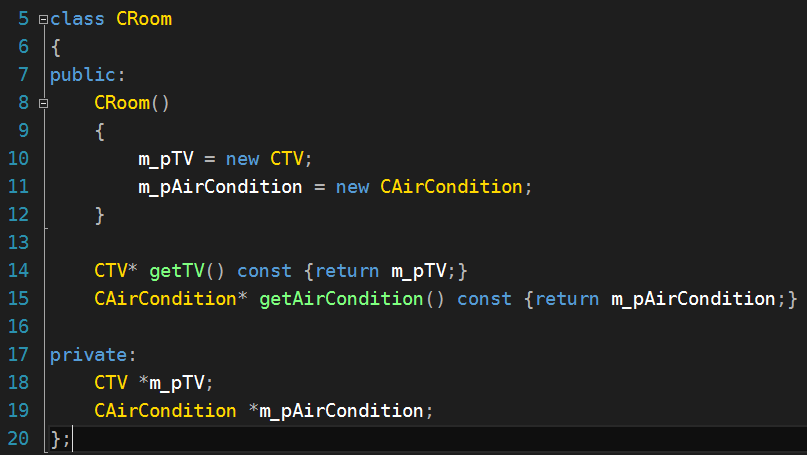 5 class CRoom
6 {
7 public:
8 CRoom()
9 {
10 m_pTV = new CTV;
11 m_pAirCondition = new CAirCondition;
12 }
13
14 CTV* getTV() const {return m_pTV;}
15 CAirCondition* getAirCondition() const {return m_pAirCondition;}
16
17 private:
18 CTV *m_pTV;
19 CAirCondition *m_pAirCondition;
20 };